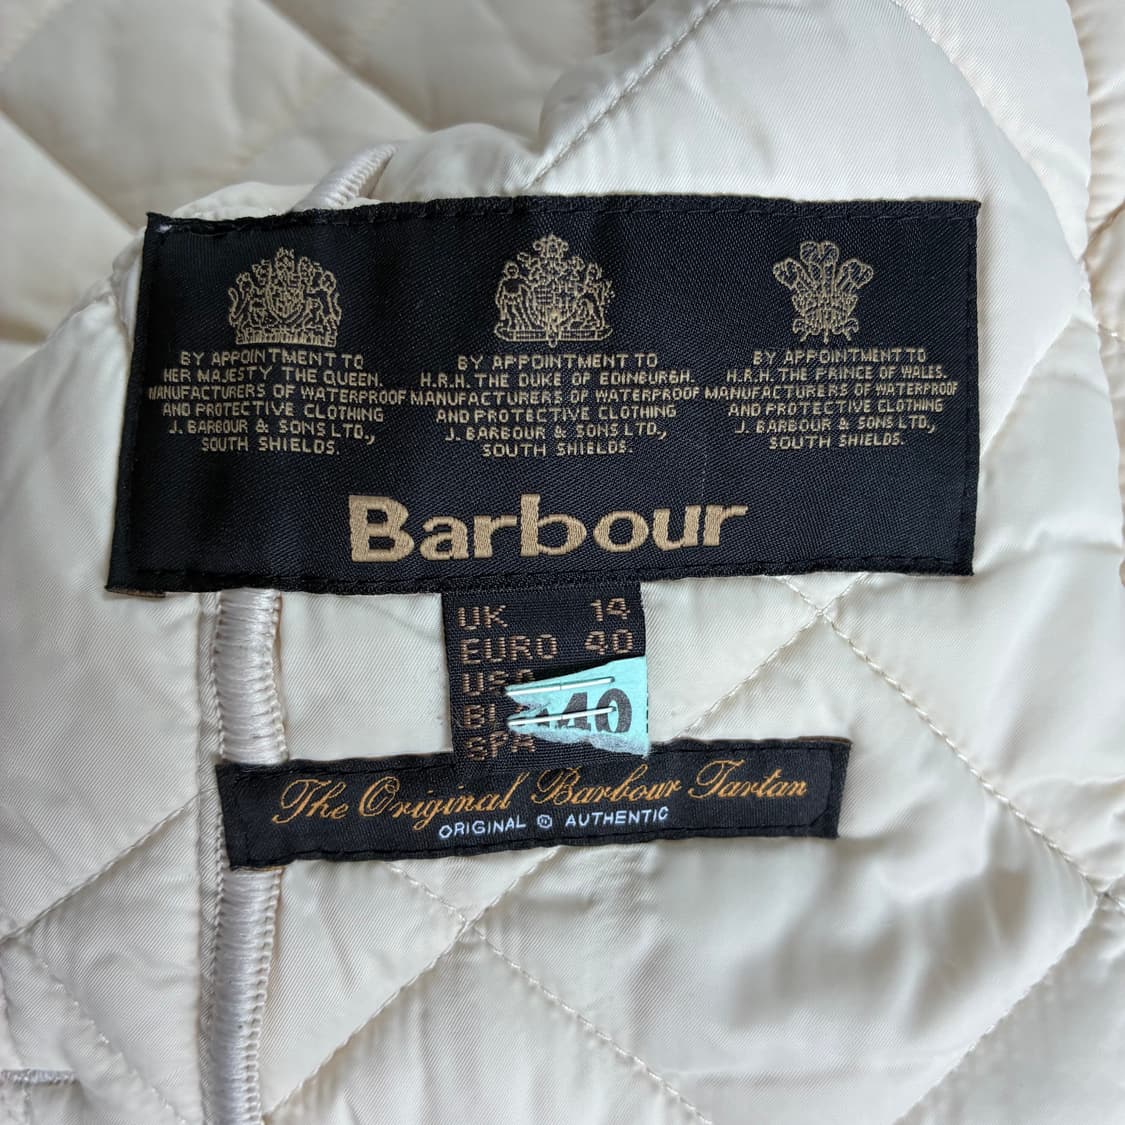 BY APPOINTMENT TO
HER MAJESTY THE QUEEN.
MANUFACTURERS OF WATERPROOF
AND PROTECTIVE CLOTHING
J. BARBOUR & SONS LTD.,
SOUTH SHIELDS.
BY APPOINTMENT TO
H.R.H. THE DUKE OF EDINBURGH.
MANUFACTURERS OF WATERPROOF
AND PROTECTIVE CLOTHING
J. BARBOUR & SONS LTD.,
SOUTH SHIELDS.
BY APPOINTMENT TO
H.R.H. THE PRINCE OF WALES.
MANUFACTURERS OF WATERPROOF
AND PROTECTIVE CLOTHING
J. BARBOUR & SONS LTD.,
SOUTH SHIELDS.
Barbour
UK 14
EURO 40
USA
SPA
40
The Original Barbour Tartan
ORIGINAL AUTHENTIC